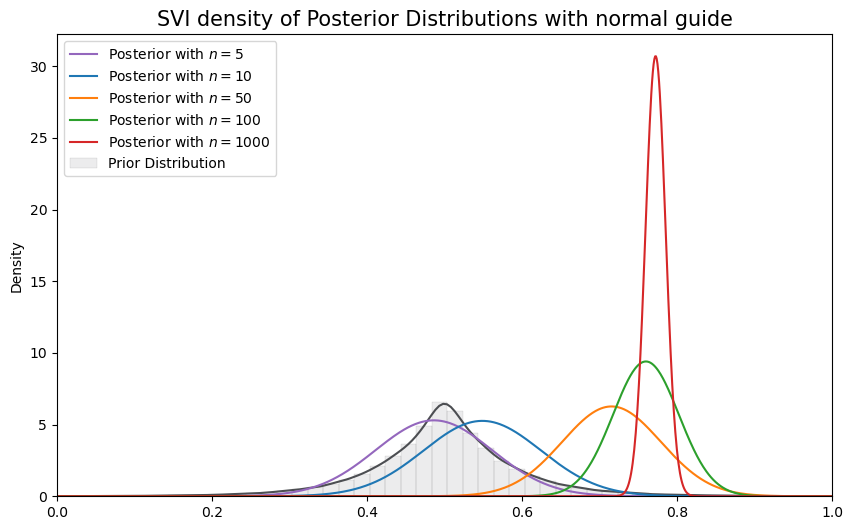 SVI density of Posterior Distributions with normal guide
Posterior with n = 5
Posterior with n = 10
Posterior with n = 50
Posterior with n = 100
Posterior with n = 1000
Prior Distribution
Density
30
25
20
15
10
5
0
0.0 0.2 0.4 0.6 0.8 1.0